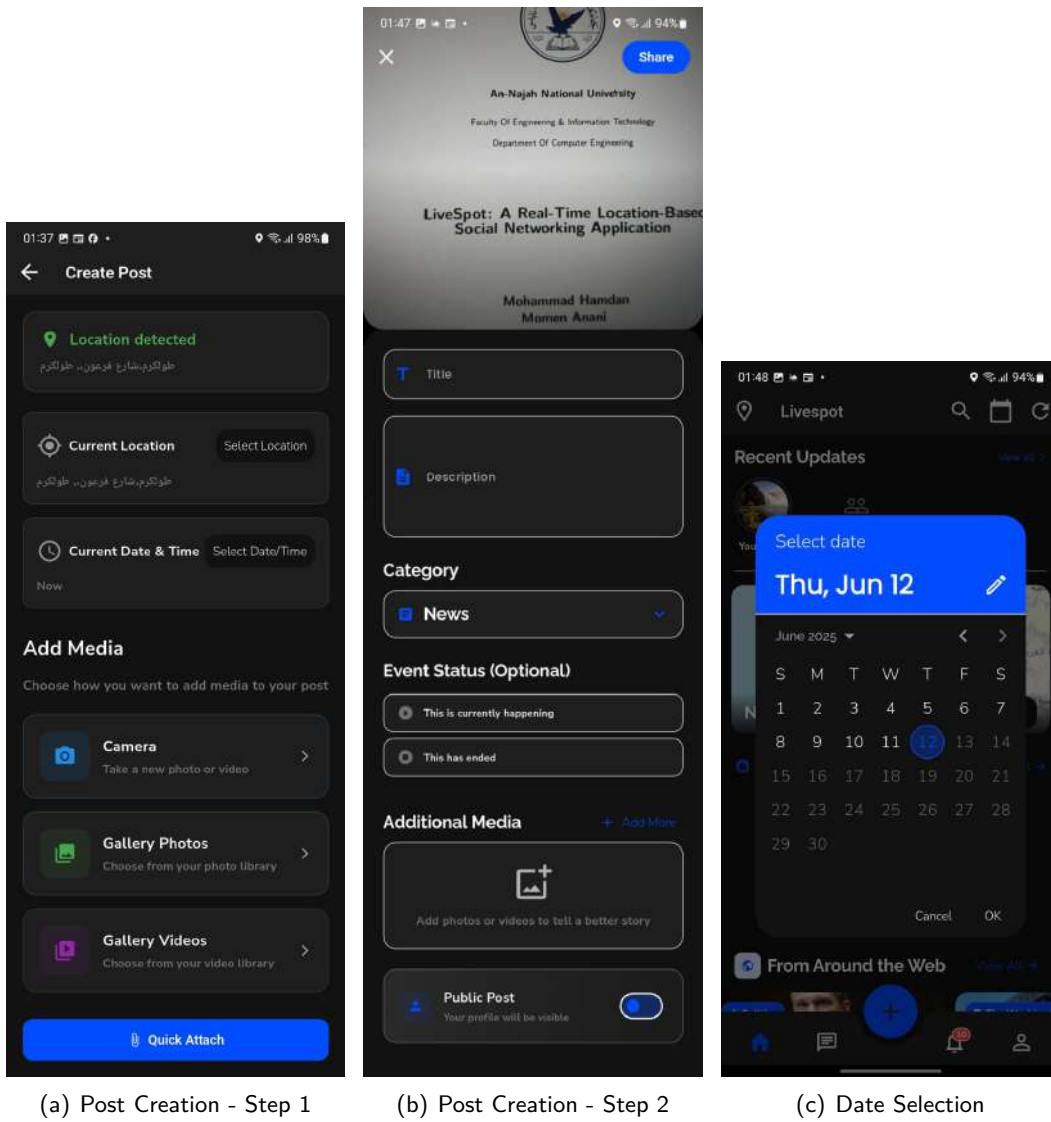 01:37
98%
Create Post
Location detected
طولكرم،شارع فرعون،, طولكرم
Current Location
Select Location
طولكرم،شارع فرعون،, طولكرم
Current Date & Time
Select Date/Time
Now
Add Media
Choose how you want to add media to your post
Camera
Take a new photo or video
Gallery Photos
Choose from your photo library
Gallery Videos
Choose from your video library
Quick Attach
(a) Post Creation - Step 1
01:47
94%
Share
An-Najah National University
Faculty Of Engineering & Information Technology
Department Of Computer Engineering
LiveSpot: A Real-Time Location-Based
Social Networking Application
Mohammad Hamdan
Momen Anani
Title
Description
Category
News
Event Status (Optional)
This is currently happening
This has ended
Additional Media
+ Add More
Add photos or videos to tell a better story
Public Post
Your profile will be visible
(b) Post Creation - Step 2
01:48
94%
Livespot
Recent Updates
View all >
You
Select date
Thu, Jun 12
June 2025
S M T W T F S
1 2 3 4 5 6 7
8 9 10 11 12 13 14
15 16 17 18 19 20 21
22 23 24 25 26 27 28
29 30
Cancel OK
From Around the Web
View All →
(c) Date Selection